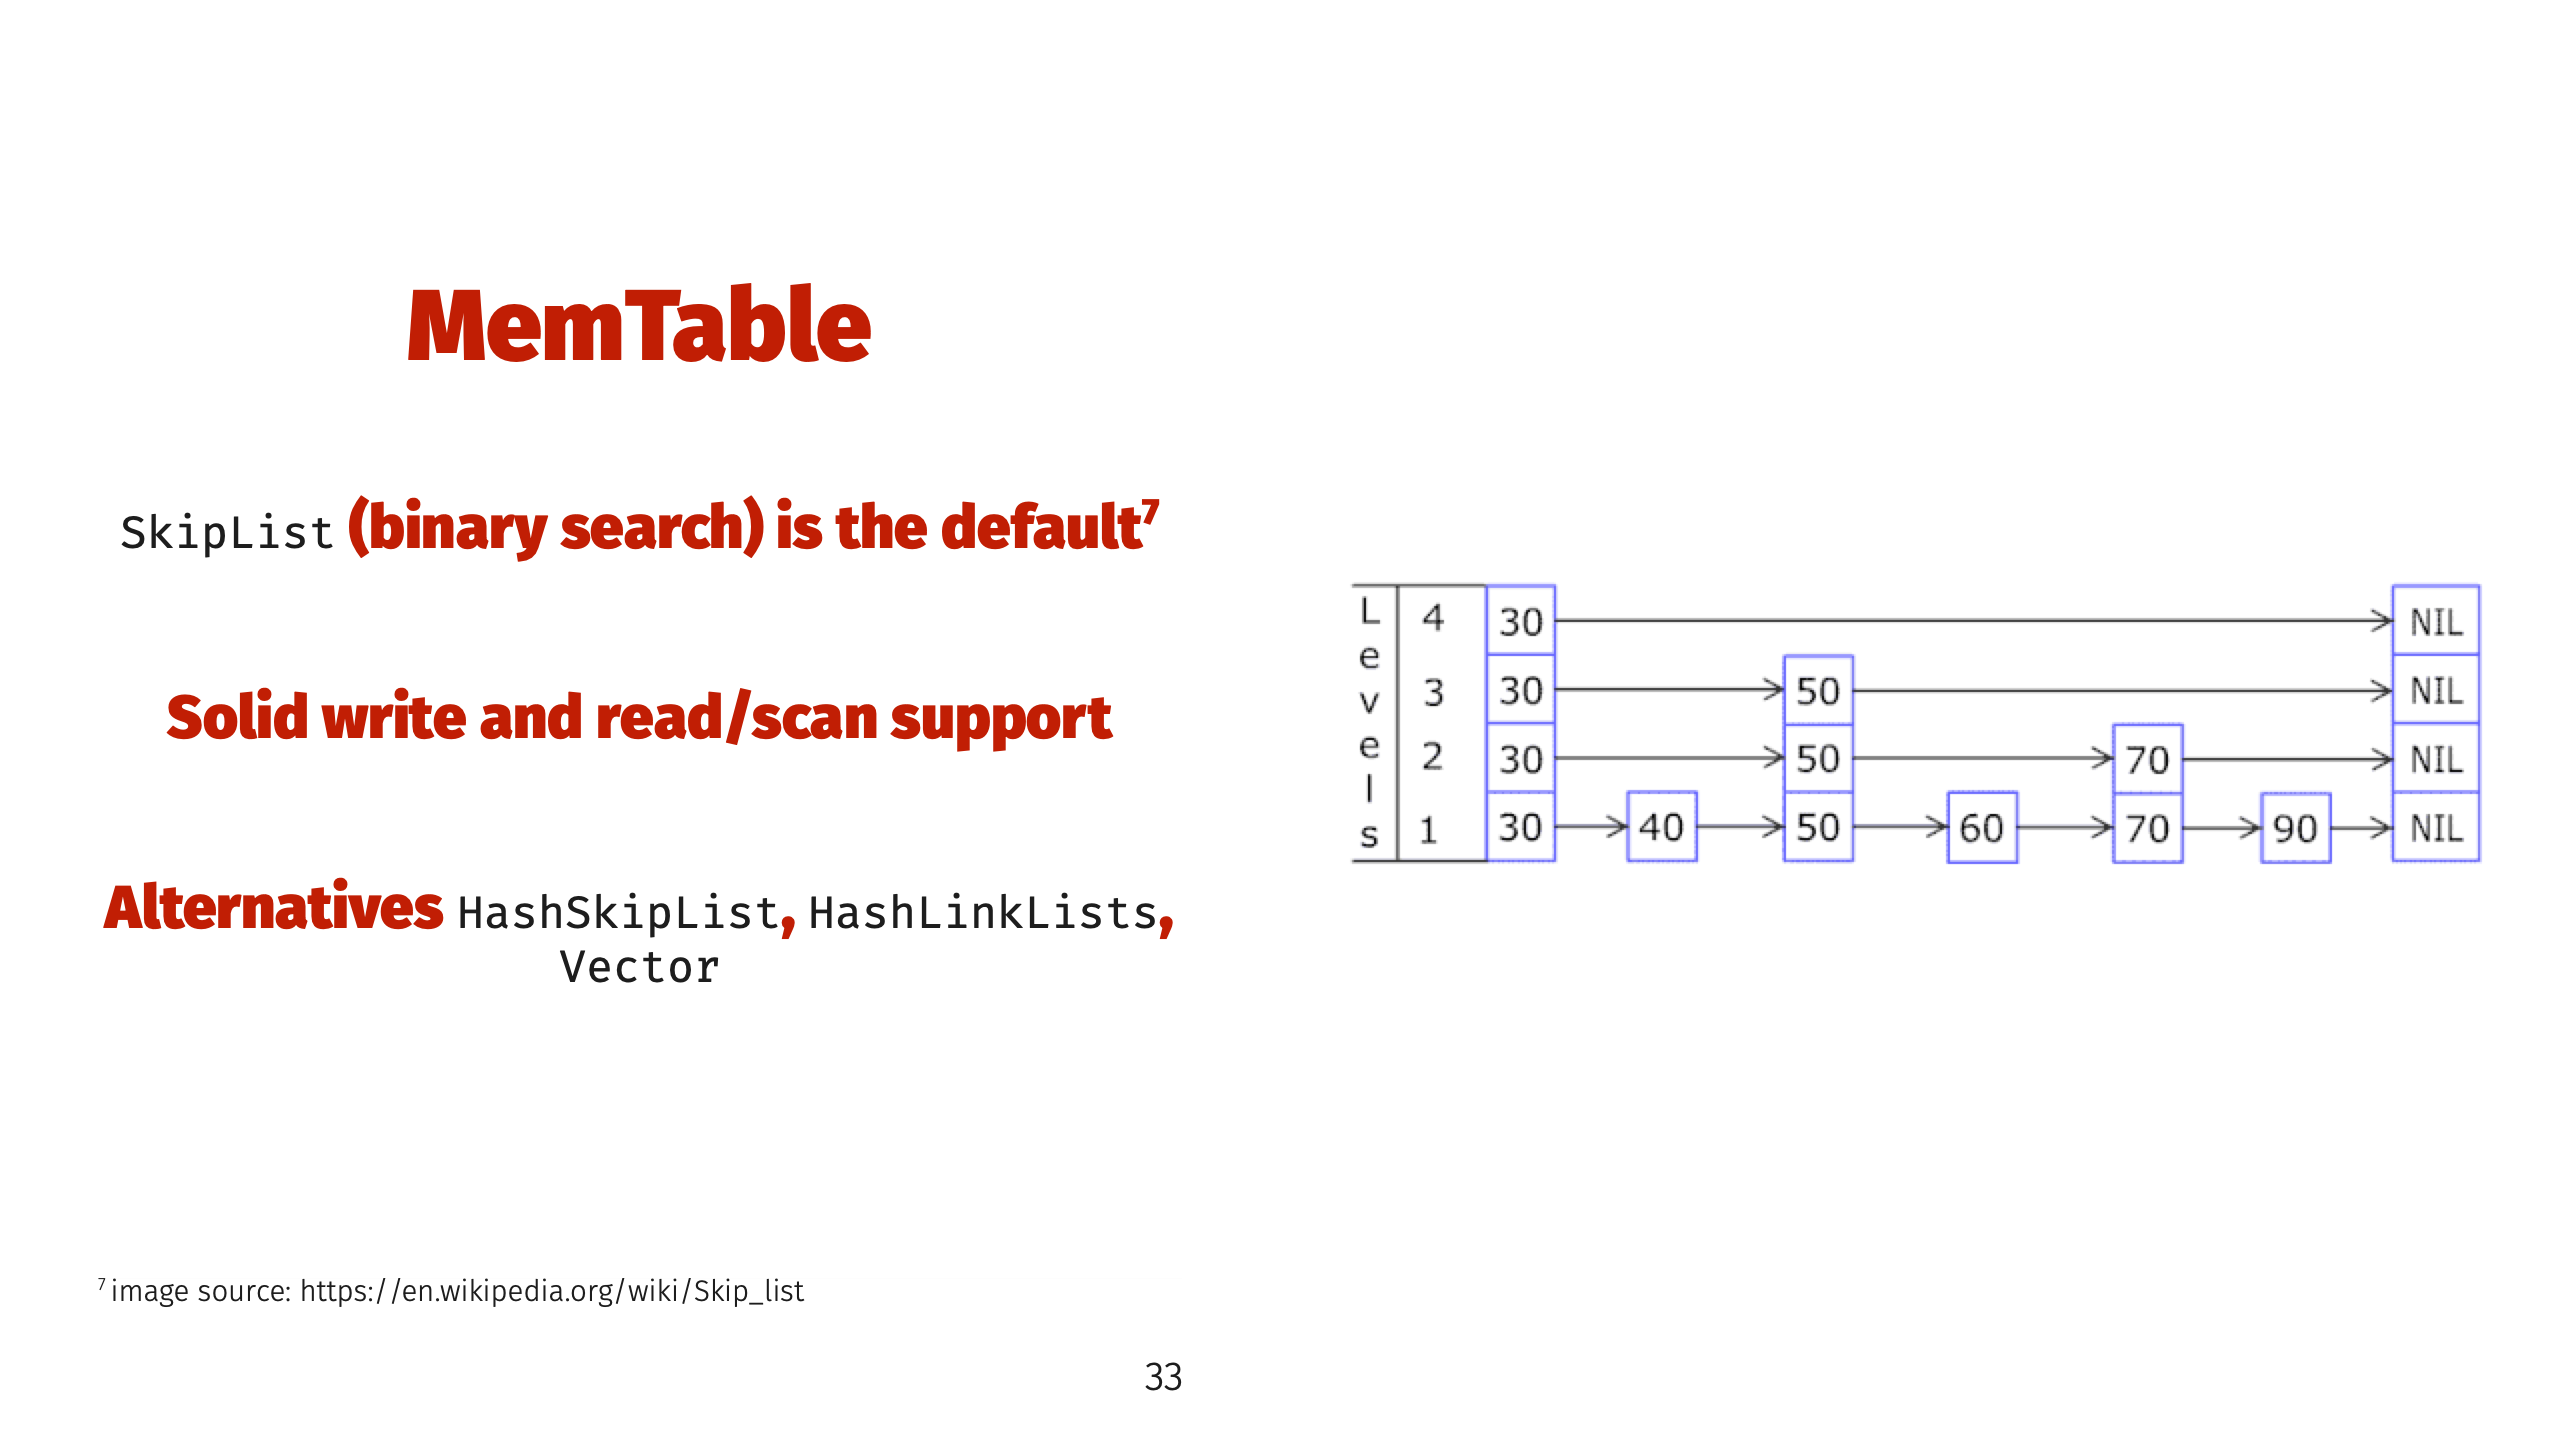 MemTable
SkipList (binary search) is the default⁷
Solid write and read/scan support
Alternatives HashSkipList, HashLinkLists,
Vector
Levels
4 30 NIL
3 30 50 NIL
2 30 50 70 NIL
1 30 40 50 60 70 90 NIL
⁷ image source: https://en.wikipedia.org/wiki/Skip_list
33